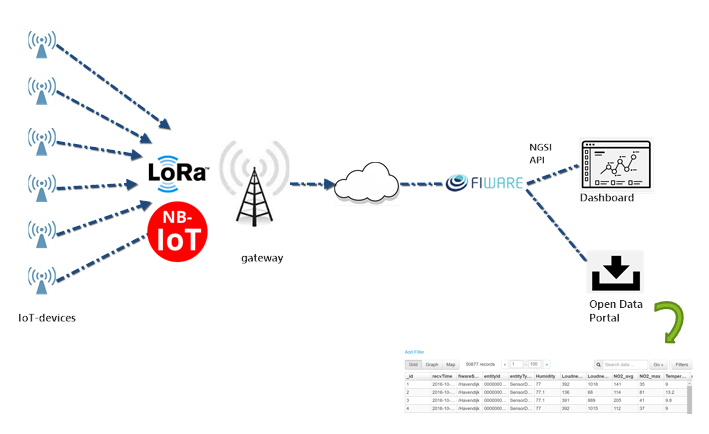 NGSI
API
LoRa™
FIWARE
Dashboard
NB-
IoT
gateway
Open Data
Portal
IoT-devices
Add Filter
Grid Graph Map 50877 records « 1 - 100 » Search data... Go » Filters
_id recvTime fiwareS... entityId entityTy... Humidity Loudne... Loudne... NO2_avg NO2_max Temper...
1 2016-10-... /Havendijk 0000000... SensorD... 77 392 1016 141 35 9
2 2016-10-... /Havendijk 0000000... SensorD... 77.1 136 68 114 61 13.2
3 2016-10-... /Havendijk 0000000... SensorD... 77.1 391 889 205 41 9.8
4 2016-10-... /Havendijk 0000000... SensorD... 77 392 1015 112 37 9